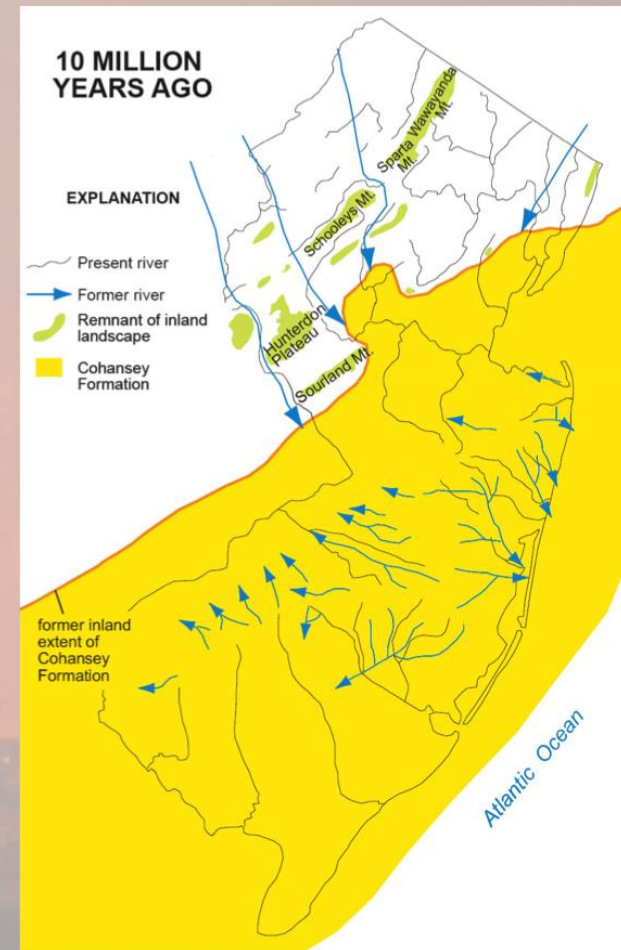 10 MILLION
YEARS AGO
EXPLANATION
Present river
Former river
Remnant of inland
landscape
Cohansey
Formation
Sparta Wawayanda
Mt.
Mt.
Schooleys Mt.
Hunterdon
Plateau
Sourland Mt.
former inland
extent of
Cohansey
Formation
Atlantic Ocean